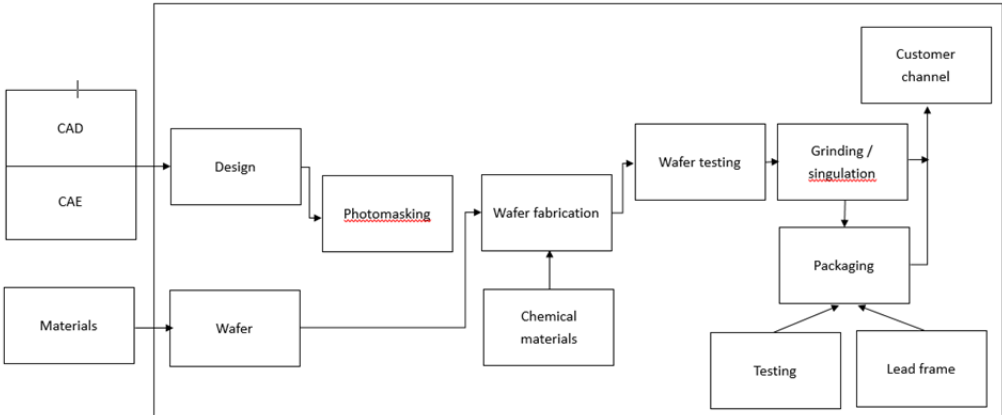 Customer
channel
CAD
Design
Wafer testing
Grinding /
singulation
CAE
Photomasking
Wafer fabrication
Packaging
Materials
Wafer
Chemical
materials
Testing
Lead frame